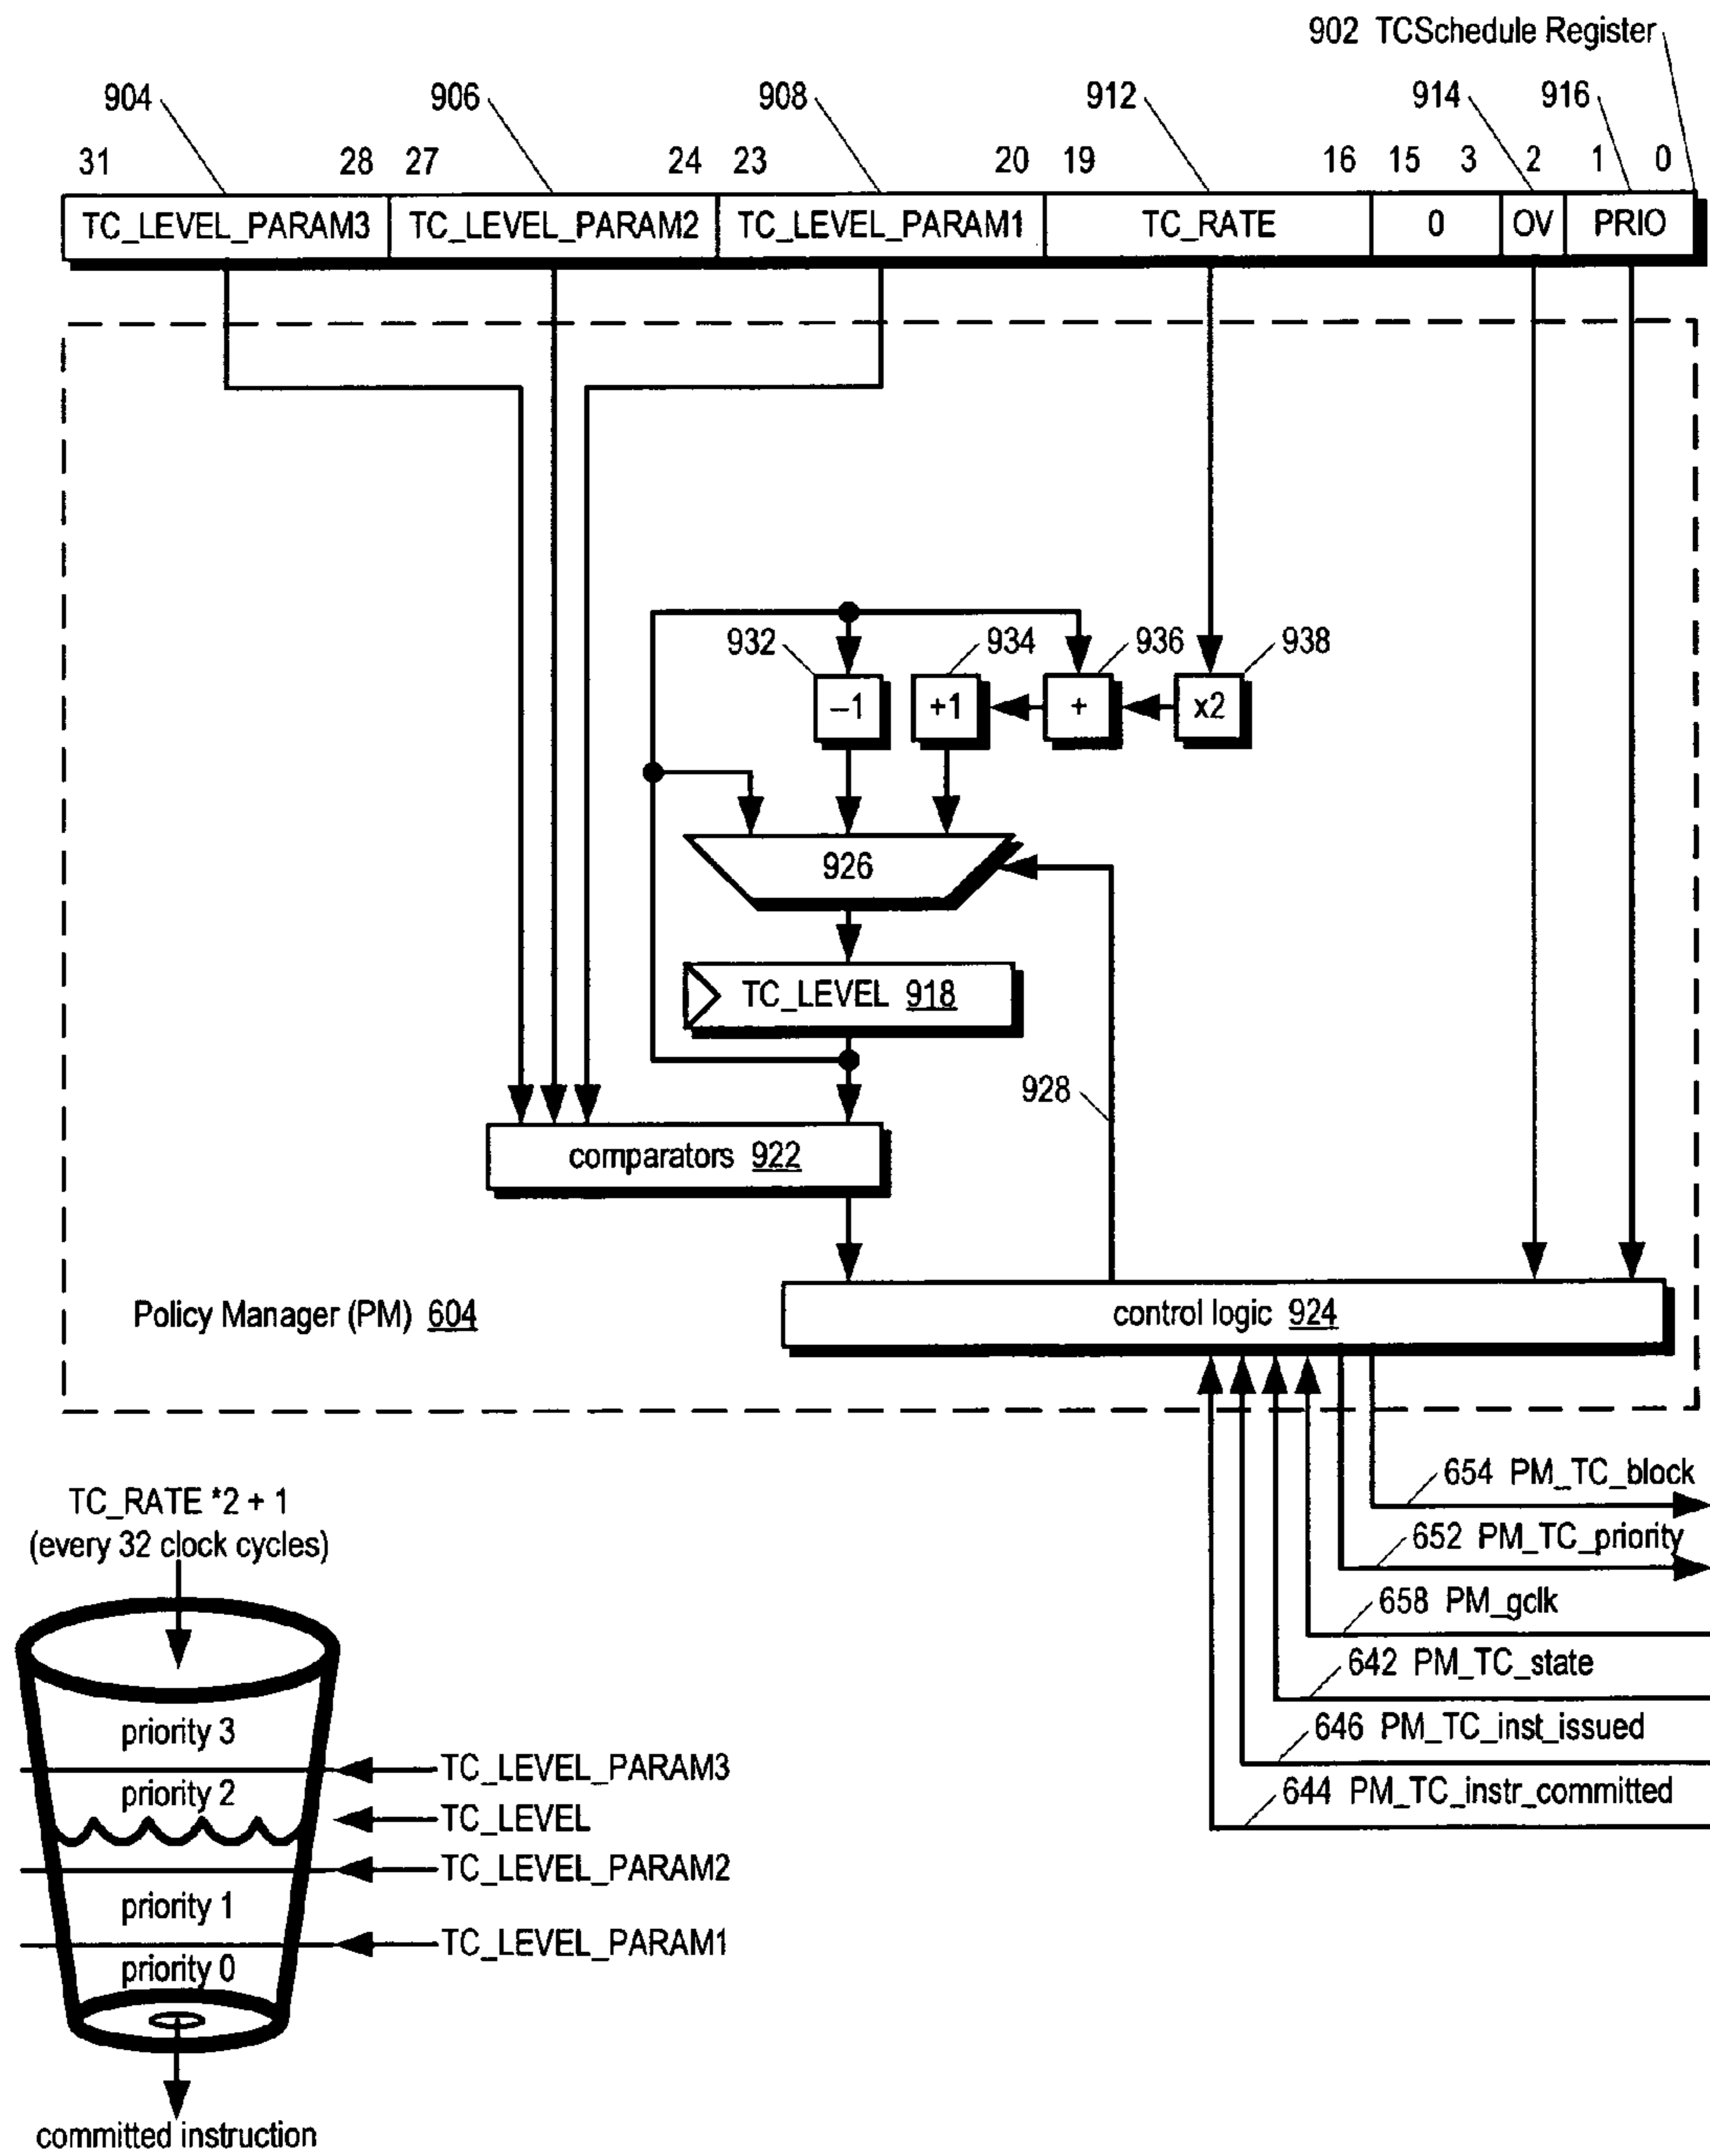 902 TCSchedule Register
904 906 908 912 914 916
31 28 27 24 23 20 19 16 15 3 2 1 0
TC_LEVEL_PARAM3 TC_LEVEL_PARAM2 TC_LEVEL_PARAM1 TC_RATE 0 OV PRIO
932 934 936 938
–1 +1 + x2
926
TC_LEVEL 918
928
comparators 922
Policy Manager (PM) 604
control logic 924
654 PM_TC_block
652 PM_TC_priority
658 PM_gclk
642 PM_TC_state
646 PM_TC_inst_issued
644 PM_TC_instr_committed
TC_RATE *2 + 1
(every 32 clock cycles)
priority 3
TC_LEVEL_PARAM3
priority 2
TC_LEVEL
TC_LEVEL_PARAM2
priority 1
TC_LEVEL_PARAM1
priority 0
committed instruction